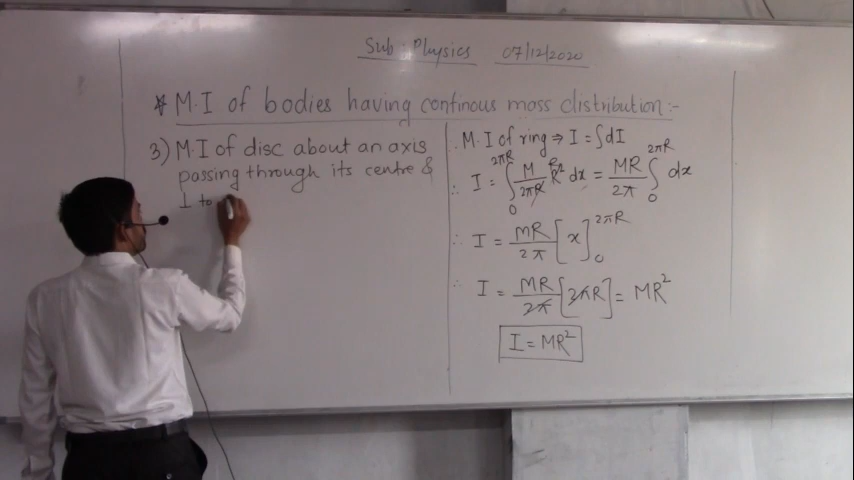 Sub : Physics 07/12/2020
* M.I of bodies having continous mass distribution :-
3) M.I of disc about an axis
passing through its centre &
⊥ to
∴ M.I of ring ⇒ I = ∫dI
∴ I = ∫₀^{2πR} M/(2πR) R² dx = MR/2π ∫₀^{2πR} dx
∴ I = MR/2π [x]₀^{2πR}
∴ I = MR/2π [2πR] = MR²
I = MR²